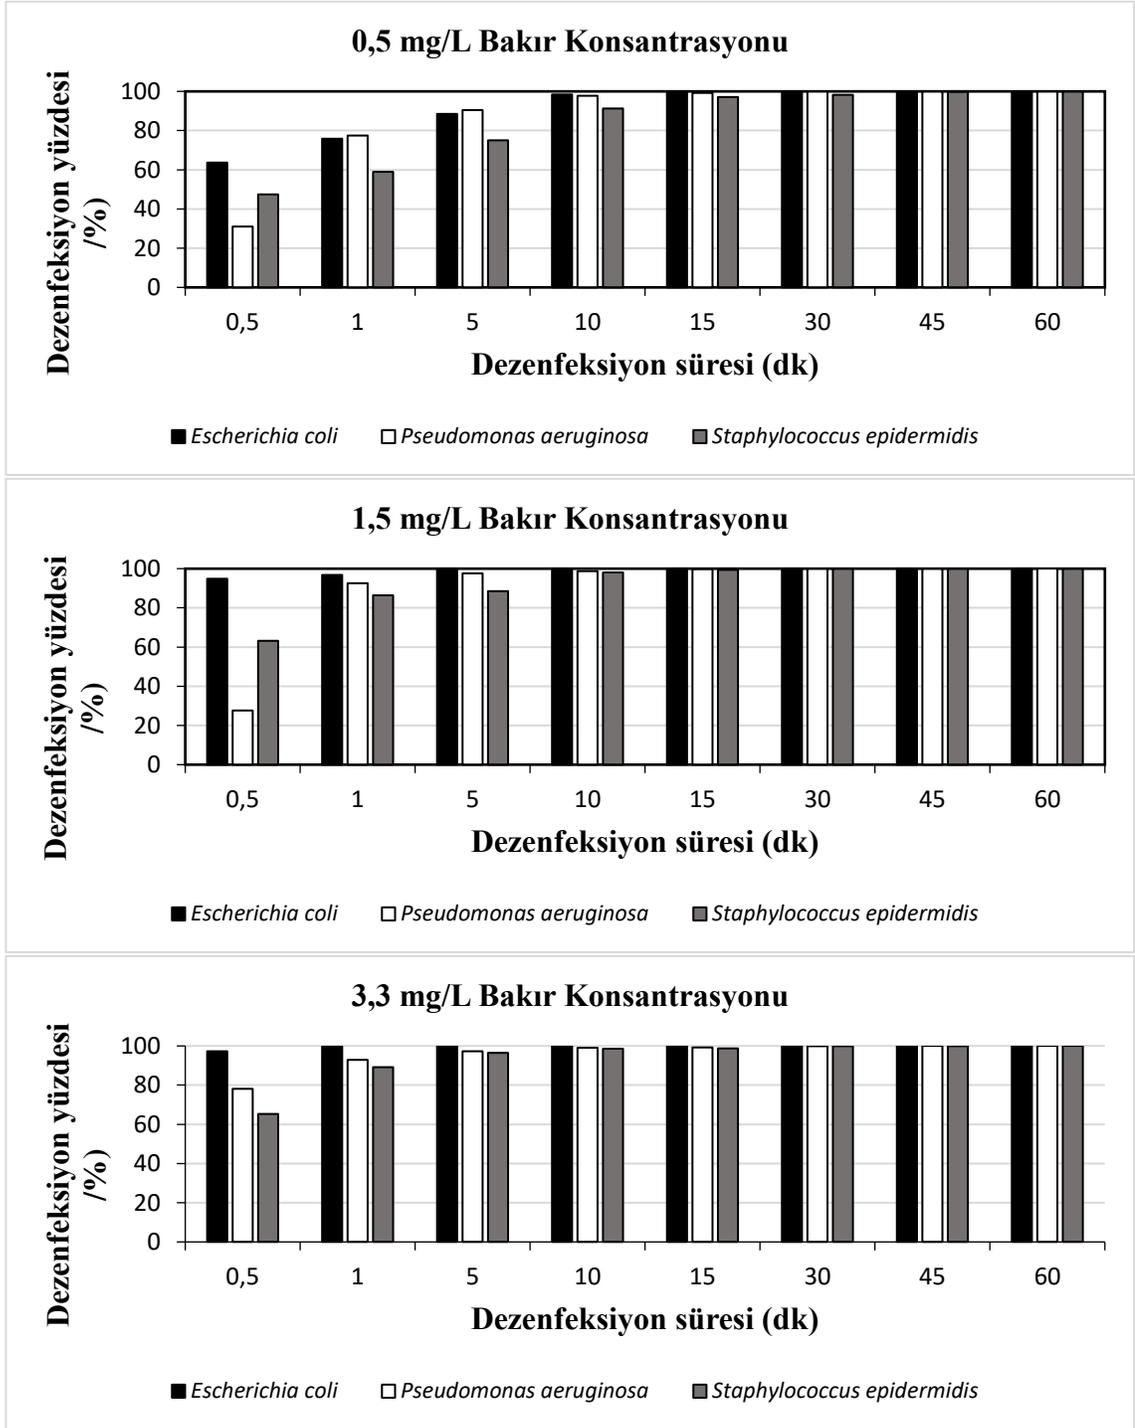 0,5 mg/L Bakır Konsantrasyonu
Dezenfeksiyon yüzdesi
/%)
100
80
60
40
20
0
0,5 1 5 10 15 30 45 60
Dezenfeksiyon süresi (dk)
Escherichia coli Pseudomonas aeruginosa Staphylococcus epidermidis
1,5 mg/L Bakır Konsantrasyonu
Dezenfeksiyon yüzdesi
/%)
100
80
60
40
20
0
0,5 1 5 10 15 30 45 60
Dezenfeksiyon süresi (dk)
Escherichia coli Pseudomonas aeruginosa Staphylococcus epidermidis
3,3 mg/L Bakır Konsantrasyonu
Dezenfeksiyon yüzdesi
/%)
100
80
60
40
20
0
0,5 1 5 10 15 30 45 60
Dezenfeksiyon süresi (dk)
Escherichia coli Pseudomonas aeruginosa Staphylococcus epidermidis